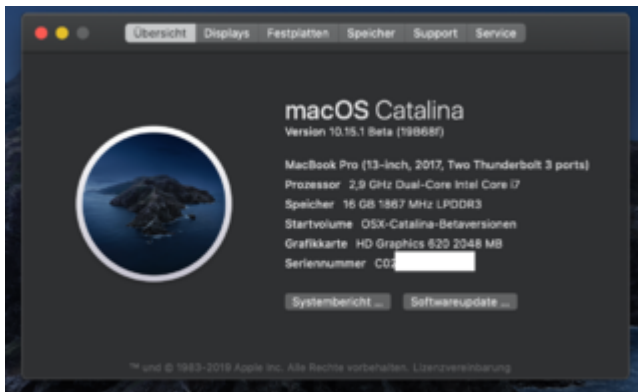 Übersicht Displays Festplatten Speicher Support Service
macOS Catalina
Version 10.15.1 Beta (19B68f)
MacBook Pro (13-inch, 2017, Two Thunderbolt 3 ports)
Prozessor 2,9 GHz Dual-Core Intel Core i7
Speicher 16 GB 1867 MHz LPDDR3
Startvolume OSX-Catalina-Betaversionen
Grafikkarte HD Graphics 620 2048 MB
Seriennummer C02
Systembericht ... Softwareupdate ...
™ und © 1983-2019 Apple Inc. Alle Rechte vorbehalten. Lizenzvereinbarung